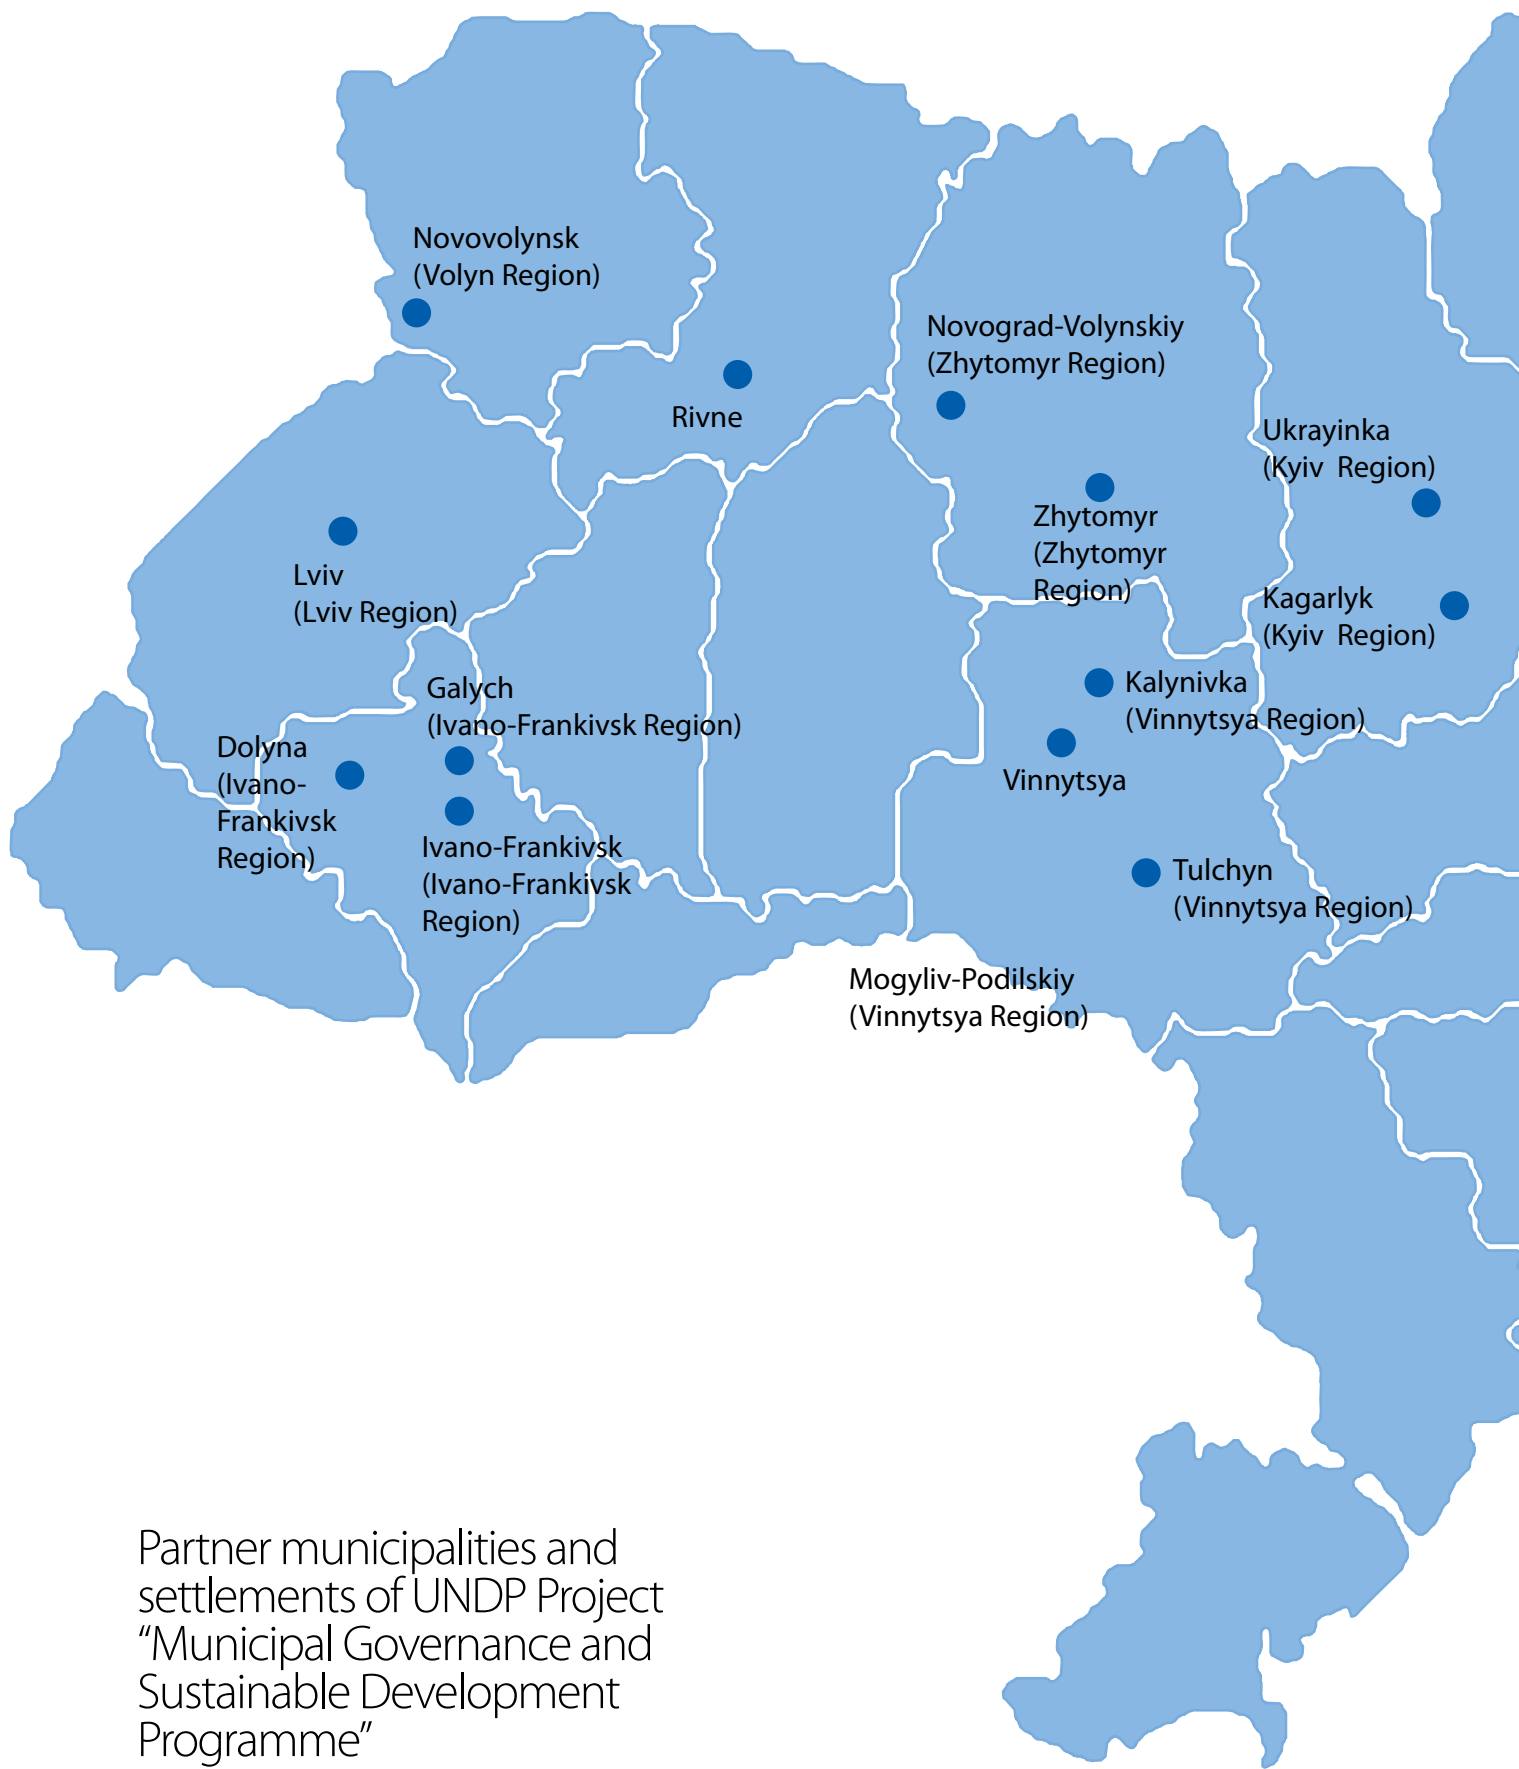 Novovolynsk
(Volyn Region)
Novograd-Volynskiy
(Zhytomyr Region)
Rivne
Ukrayinka
(Kyiv  Region)
Zhytomyr
(Zhytomyr
Region)
Lviv
(Lviv Region)
Kagarlyk
(Kyiv  Region)
Galych
(Ivano-Frankivsk Region)
Kalynivka
(Vinnytsya Region)
Dolyna
(Ivano-
Frankivsk
Region)
Vinnytsya
Ivano-Frankivsk
(Ivano-Frankivsk
Region)
Tulchyn
(Vinnytsya Region)
Mogyliv-Podilskiy
(Vinnytsya Region)
Partner municipalities and
settlements of UNDP Project
“Municipal Governance and
Sustainable Development
Programme”